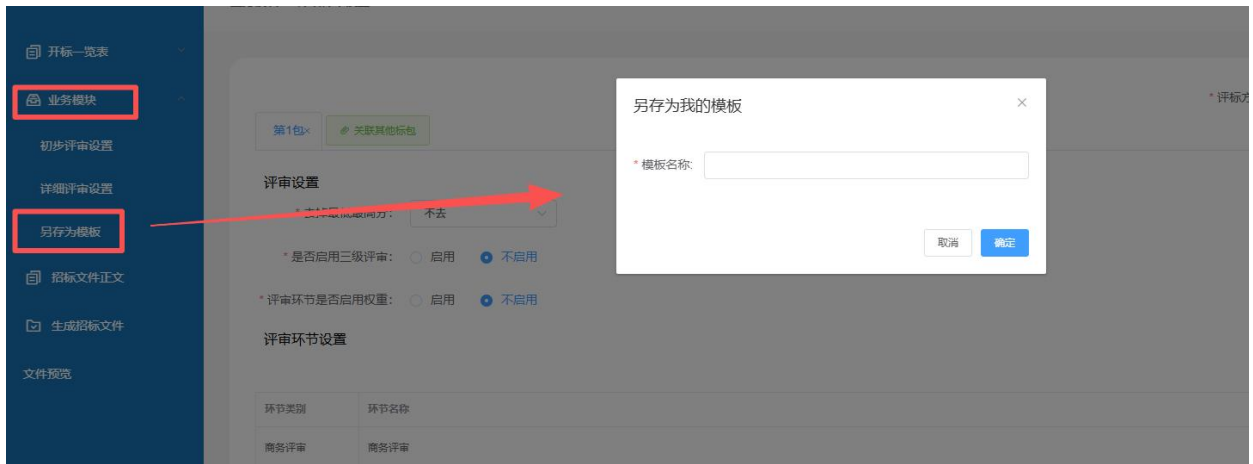 开标一览表
业务模块
初步评审设置
详细评审设置
另存为模板
招标文件正文
生成招标文件
文件预览
* 评标方
第1包×
关联其他标包
评审设置
不去
* 是否启用三级评审: 启用 不启用
* 评审环节是否启用权重: 启用 不启用
评审环节设置
环节类别 环节名称
商务评审 商务评审
另存为我的模板 ×
* 模板名称:
取消 确定